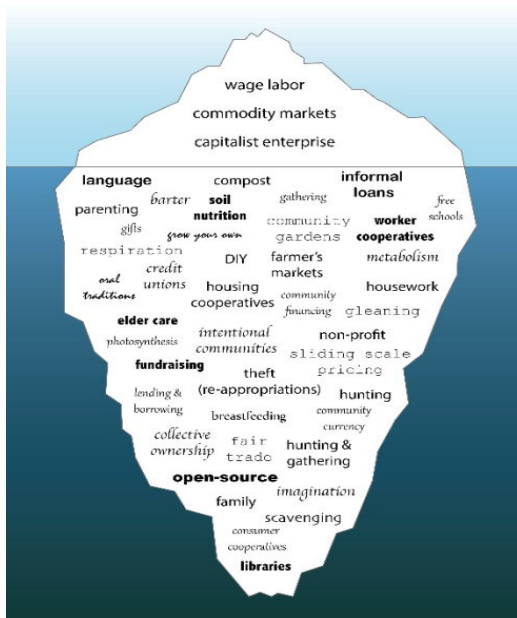 wage labor
commodity markets
capitalist enterprise
language
compost
informal
loans
barter
soil
nutrition
gathering
free
schools
parenting
gifts
grow your own
community
gardens
worker
cooperatives
respiration
credit
unions
DIY
farmer's
markets
metabolism
oral
traditions
housing
cooperatives
community
financing
housework
gleaning
elder care
photosynthesis
intentional
communities
non-profit
sliding scale
pricing
fundraising
theft
(re-appropriations)
lending &
borrowing
hunting
breastfeeding
community
currency
collective
ownership
fair
trado
hunting &
gathering
open-source
imagination
family
scavenging
consumer
cooperatives
libraries